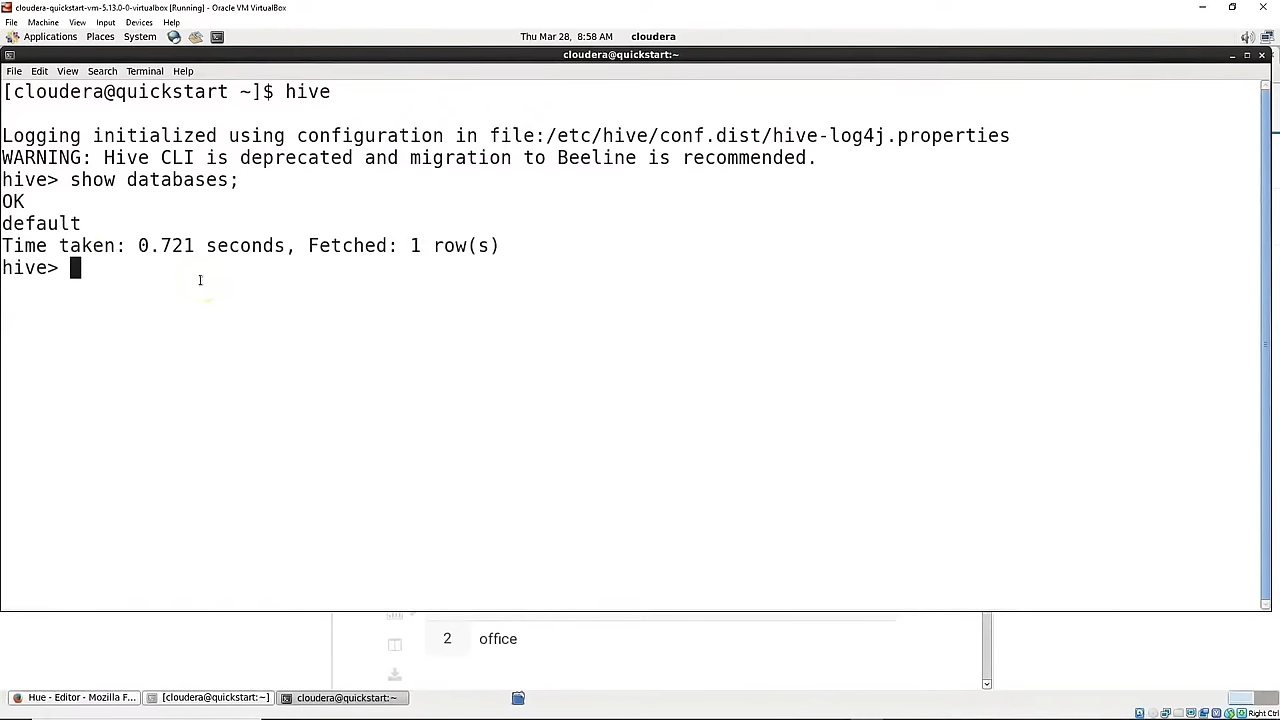 cloudera-quickstart-vm-5.13.0-0-virtualbox [Running] - Oracle VM VirtualBox
File Machine View Input Devices Help
Applications Places System Thu Mar 28, 8:58 AM cloudera
cloudera@quickstart:~
File Edit View Search Terminal Help
[cloudera@quickstart ~]$ hive
Logging initialized using configuration in file:/etc/hive/conf.dist/hive-log4j.properties
WARNING: Hive CLI is deprecated and migration to Beeline is recommended.
hive> show databases;
OK
default
Time taken: 0.721 seconds, Fetched: 1 row(s)
hive>
2 office
Hue - Editor - Mozilla F... [cloudera@quickstart:~] cloudera@quickstart:~
Right Ctrl